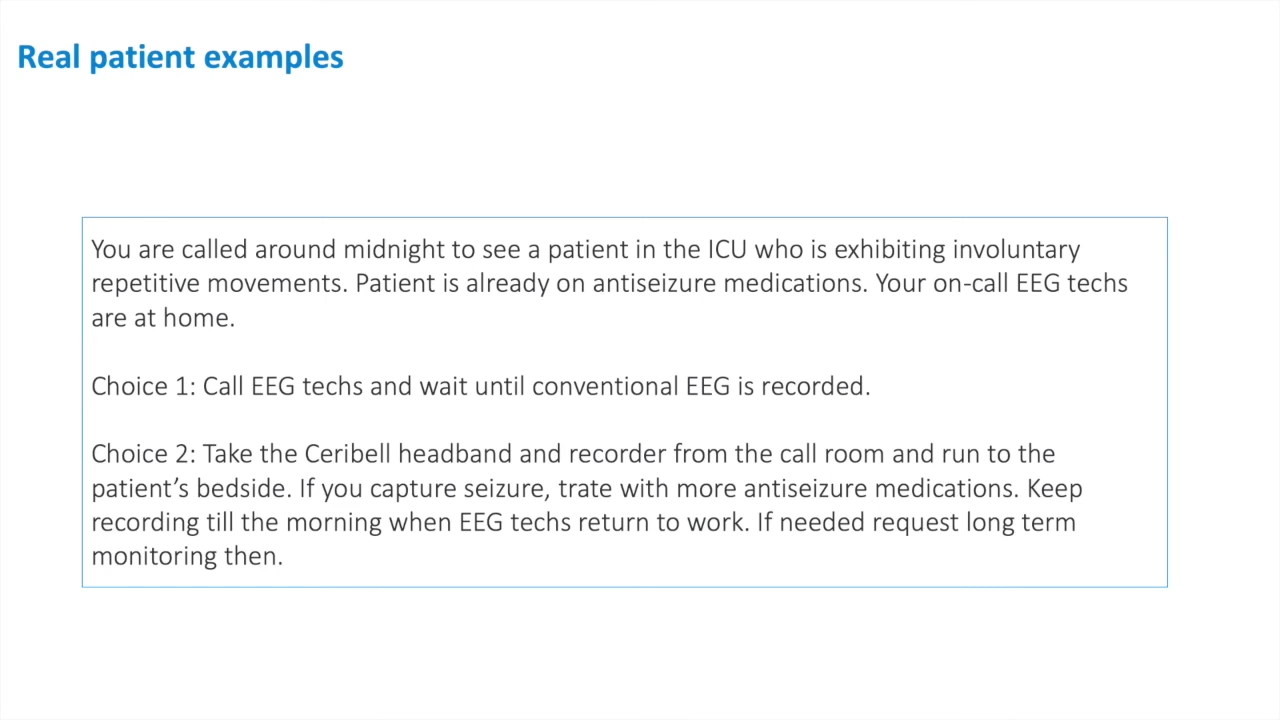 Real patient examples
You are called around midnight to see a patient in the ICU who is exhibiting involuntary
repetitive movements. Patient is already on antiseizure medications. Your on-call EEG techs
are at home.
Choice 1: Call EEG techs and wait until conventional EEG is recorded.
Choice 2: Take the Ceribell headband and recorder from the call room and run to the
patient’s bedside. If you capture seizure, trate with more antiseizure medications. Keep
recording till the morning when EEG techs return to work. If needed request long term
monitoring then.